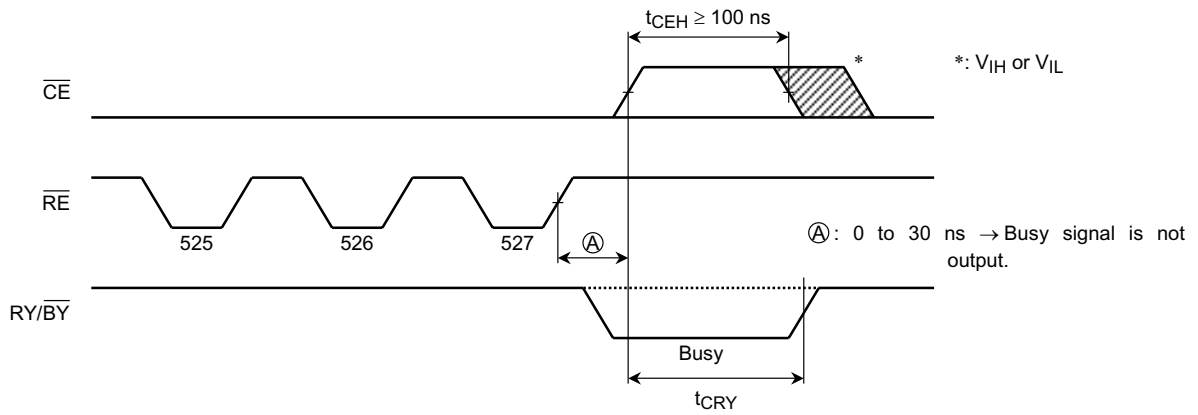 tCEH ≥ 100 ns
* *: VIH or VIL
CE
RE
525 526 527
A
A : 0 to 30 ns → Busy signal is not
output.
RY/BY
Busy
tCRY